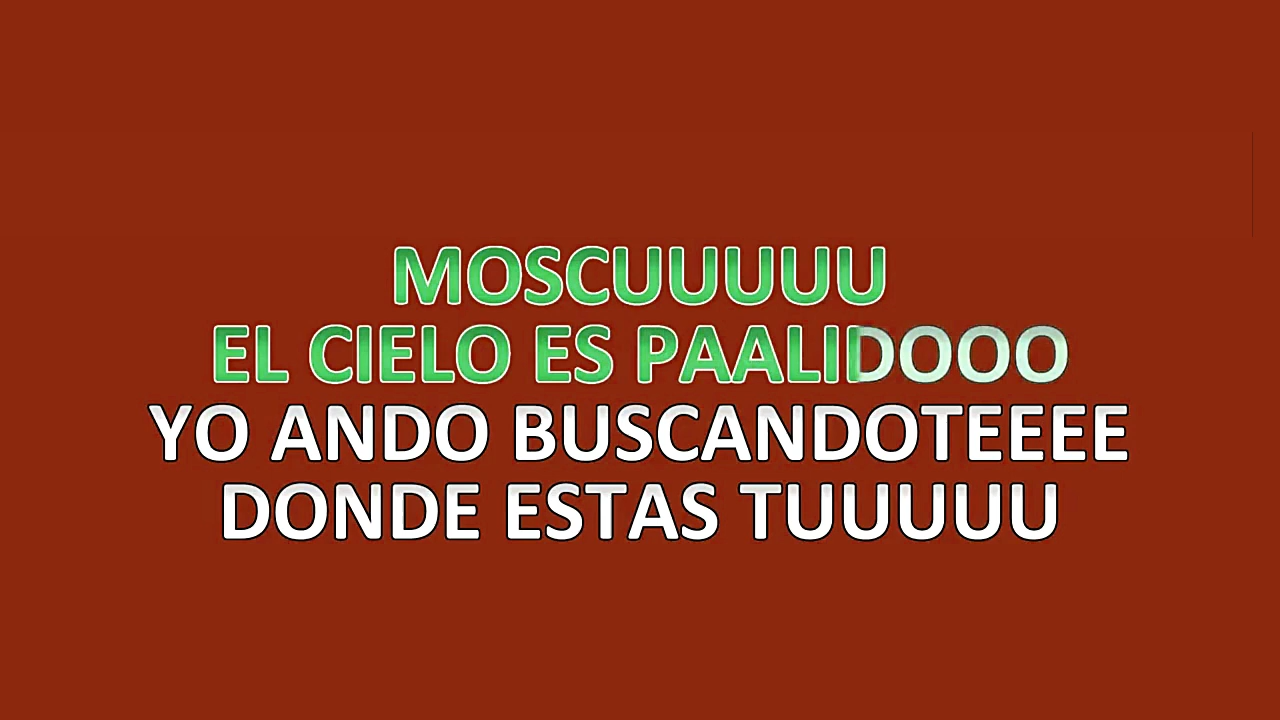 MOSCUUUUU
EL CIELO ES PAALIDOOO
YO ANDO BUSCANDOTEEEE
DONDE ESTAS TUUUUU